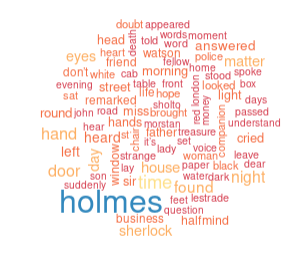 doubt appeared
words moment
head told word
death
answered
eyes heart watson fellow police matter
friend home
don't white cab morning stood spoke
evening table front looked box
street life hope
sat remarked light days
sholto
round john road miss brought passed
hand hear hands morstan understand
heard st father treasure cried
chair it's set
red london
money
companion
left day window strange lady voice leave
house woman black dear
door lay paper
son sir time water dark night
suddenly found
holmes feet lestrade
question
business halfmind
sherlock